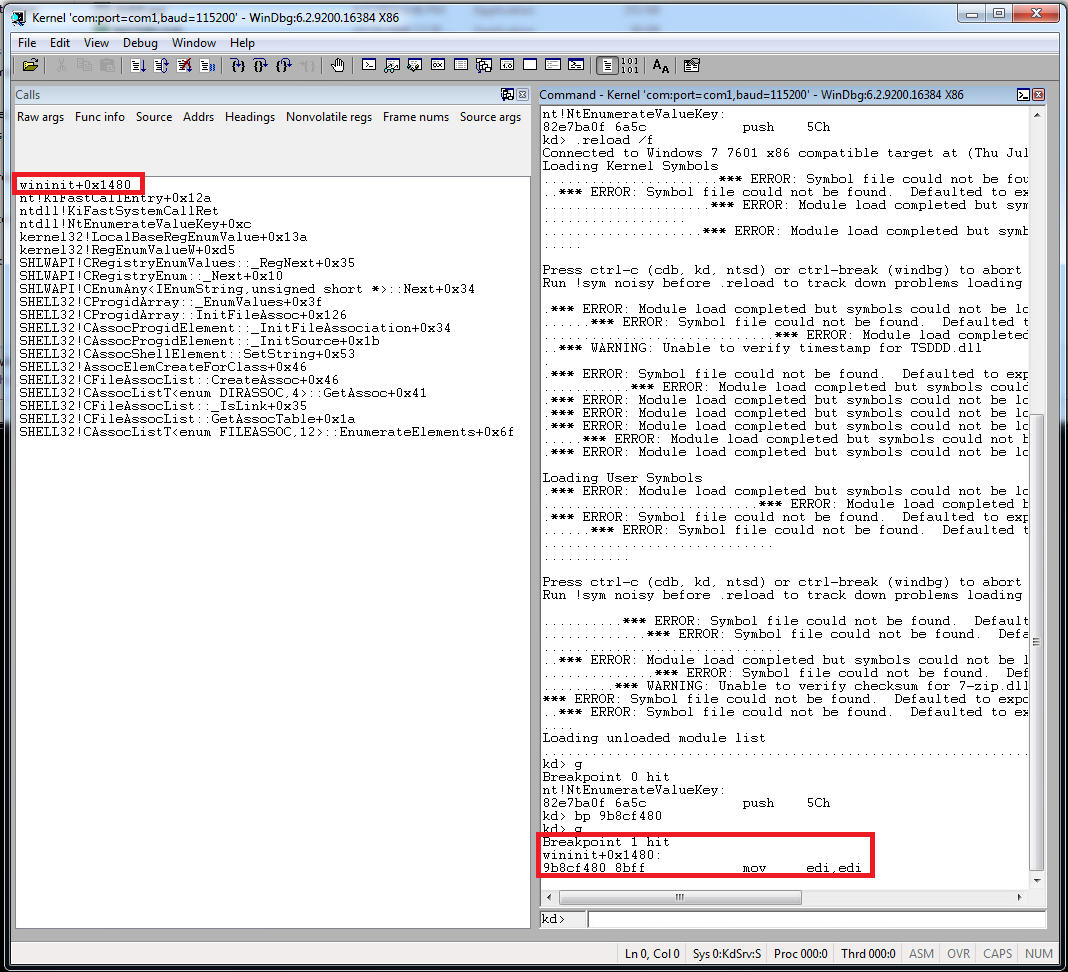 Kernel 'com:port=com1,baud=115200' - WinDbg:6.2.9200.16384 X86
File Edit View Debug Window Help
Calls
Raw args Func info Source Addrs Headings Nonvolatile regs Frame nums Source args
wininit+0x1480
nt!KiFastCallEntry+0x12a
ntdll!KiFastSystemCallRet
ntdll!NtEnumerateValueKey+0xc
kernel32!LocalBaseRegEnumValue+0x13a
kernel32!RegEnumValueW+0xd5
SHLWAPI!CRegistryEnumValues::_RegNext+0x35
SHLWAPI!CRegistryEnum::_Next+0x10
SHLWAPI!CEnumAny<IEnumString,unsigned short *>::Next+0x34
SHELL32!CProgidArray::_EnumValues+0x3f
SHELL32!CProgidArray::InitFileAssoc+0x126
SHELL32!CAssocProgidElement::_InitFileAssociation+0x34
SHELL32!CAssocProgidElement::_InitSource+0x1b
SHELL32!CAssocShellElement::SetString+0x53
SHELL32!AssocElemCreateForClass+0x46
SHELL32!CFileAssocList::CreateAssoc+0x46
SHELL32!CAssocListT<enum DIRASSOC,4>::GetAssoc+0x41
SHELL32!CFileAssocList::_IsLink+0x35
SHELL32!CFileAssocList::GetAssocTable+0x1a
SHELL32!CAssocListT<enum FILEASSOC,12>::EnumerateElements+0x6f
Command - Kernel 'com:port=com1,baud=115200' - WinDbg:6.2.9200.16384 X86
nt!NtEnumerateValueKey:
82e7ba0f 6a5c push 5Ch
kd> .reload /f
Connected to Windows 7 7601 x86 compatible target at (Thu Jul
Loading Kernel Symbols
.......................*** ERROR: Symbol file could not be fou
..*** ERROR: Symbol file could not be found.  Defaulted to ex
......................*** ERROR: Module load completed but sym
..................
.....................*** ERROR: Module load completed but symb
.....
Press ctrl-c (cdb, kd, ntsd) or ctrl-break (windbg) to abort
Run !sym noisy before .reload to track down problems loading
.*** ERROR: Module load completed but symbols could not be lo
......*** ERROR: Symbol file could not be found.  Defaulted t
.............................*** ERROR: Module load completed
..*** WARNING: Unable to verify timestamp for TSDDD.dll
.
.*** ERROR: Symbol file could not be found.  Defaulted to exp
...........*** ERROR: Module load completed but symbols could
.*** ERROR: Module load completed but symbols could not be lo
.*** ERROR: Module load completed but symbols could not be lo
.*** ERROR: Module load completed but symbols could not be lo
.....*** ERROR: Module load completed but symbols could not b
.*** ERROR: Module load completed but symbols could not be lo
Loading User Symbols
.*** ERROR: Module load completed but symbols could not be lo
...........................*** ERROR: Module load completed b
.*** ERROR: Symbol file could not be found.  Defaulted to exp
......*** ERROR: Symbol file could not be found.  Defaulted t
.............................
...........
Press ctrl-c (cdb, kd, ntsd) or ctrl-break (windbg) to abort
Run !sym noisy before .reload to track down problems loading
..........*** ERROR: Symbol file could not be found.  Default
.............*** ERROR: Symbol file could not be found.  Defa
..............................
..*** ERROR: Module load completed but symbols could not be l
..............*** ERROR: Symbol file could not be found.  Def
.........*** WARNING: Unable to verify checksum for 7-zip.dll
*** ERROR: Symbol file could not be found.  Defaulted to expo
..*** ERROR: Symbol file could not be found.  Defaulted to ex
..
Loading unloaded module list
..................................................
kd> g
Breakpoint 0 hit
nt!NtEnumerateValueKey:
82e7ba0f 6a5c push 5Ch
kd> bp 9b8cf480
kd> g
Breakpoint 1 hit
wininit+0x1480:
9b8cf480 8bff mov edi,edi
kd>
Ln 0, Col 0 Sys 0:KdSrv:S Proc 000:0 Thrd 000:0 ASM OVR CAPS NUM